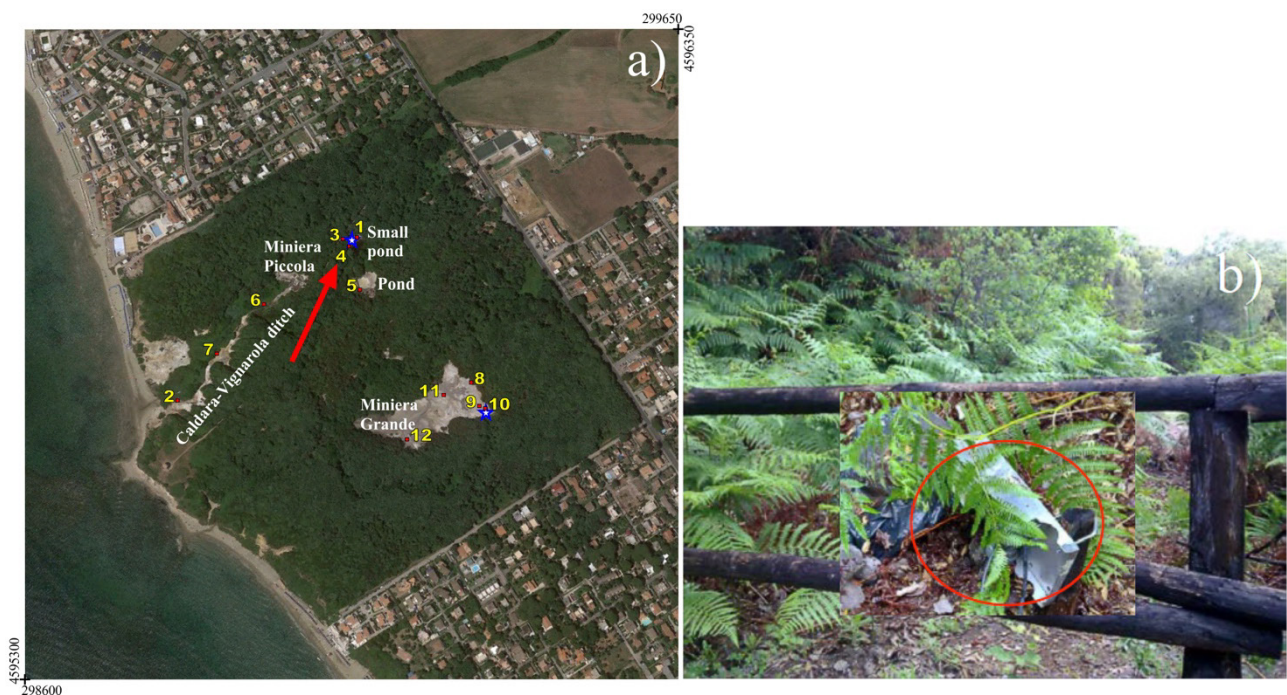 299650
4596350
a)
1
3
Small
pond
4
Miniera
Piccola
5
Pond
6
Caldara-Vignarola ditch
7
2
8
11
9
10
Miniera
Grande
12
4595300
298600
b)